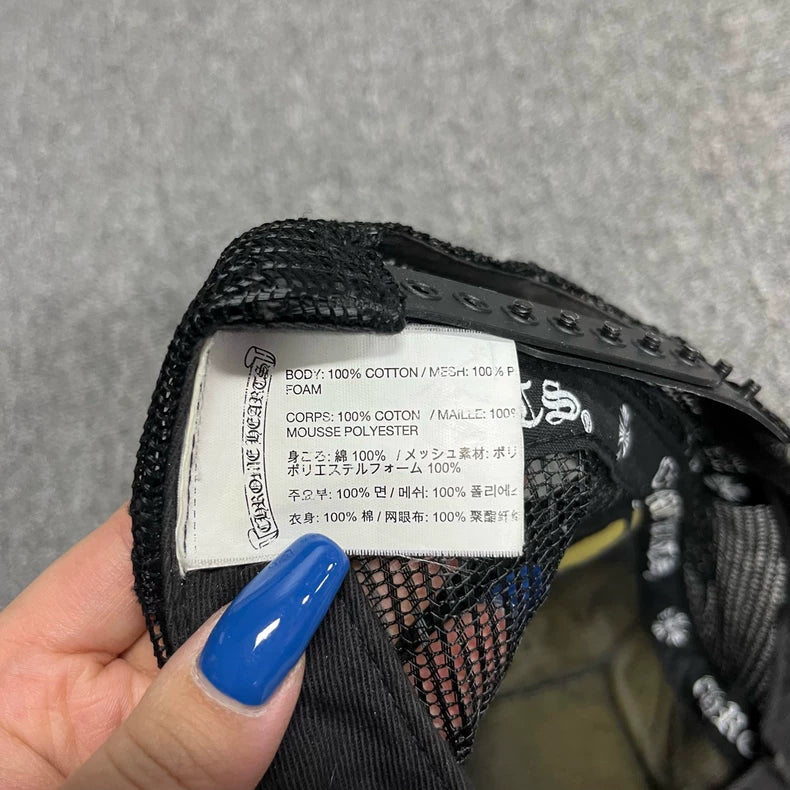 CHROME HEARTS
BODY: 100% COTTON / MESH: 100% P
FOAM
CORPS: 100% COTON / MAILLE: 100%
MOUSSE POLYESTER
身ごろ: 綿 100% / メッシュ素材: ポリ
ポリエステルフォーム 100%
주요부: 100% 면 / 메쉬: 100% 폴리에스
衣身: 100% 棉 / 网眼布: 100% 聚酯纤维